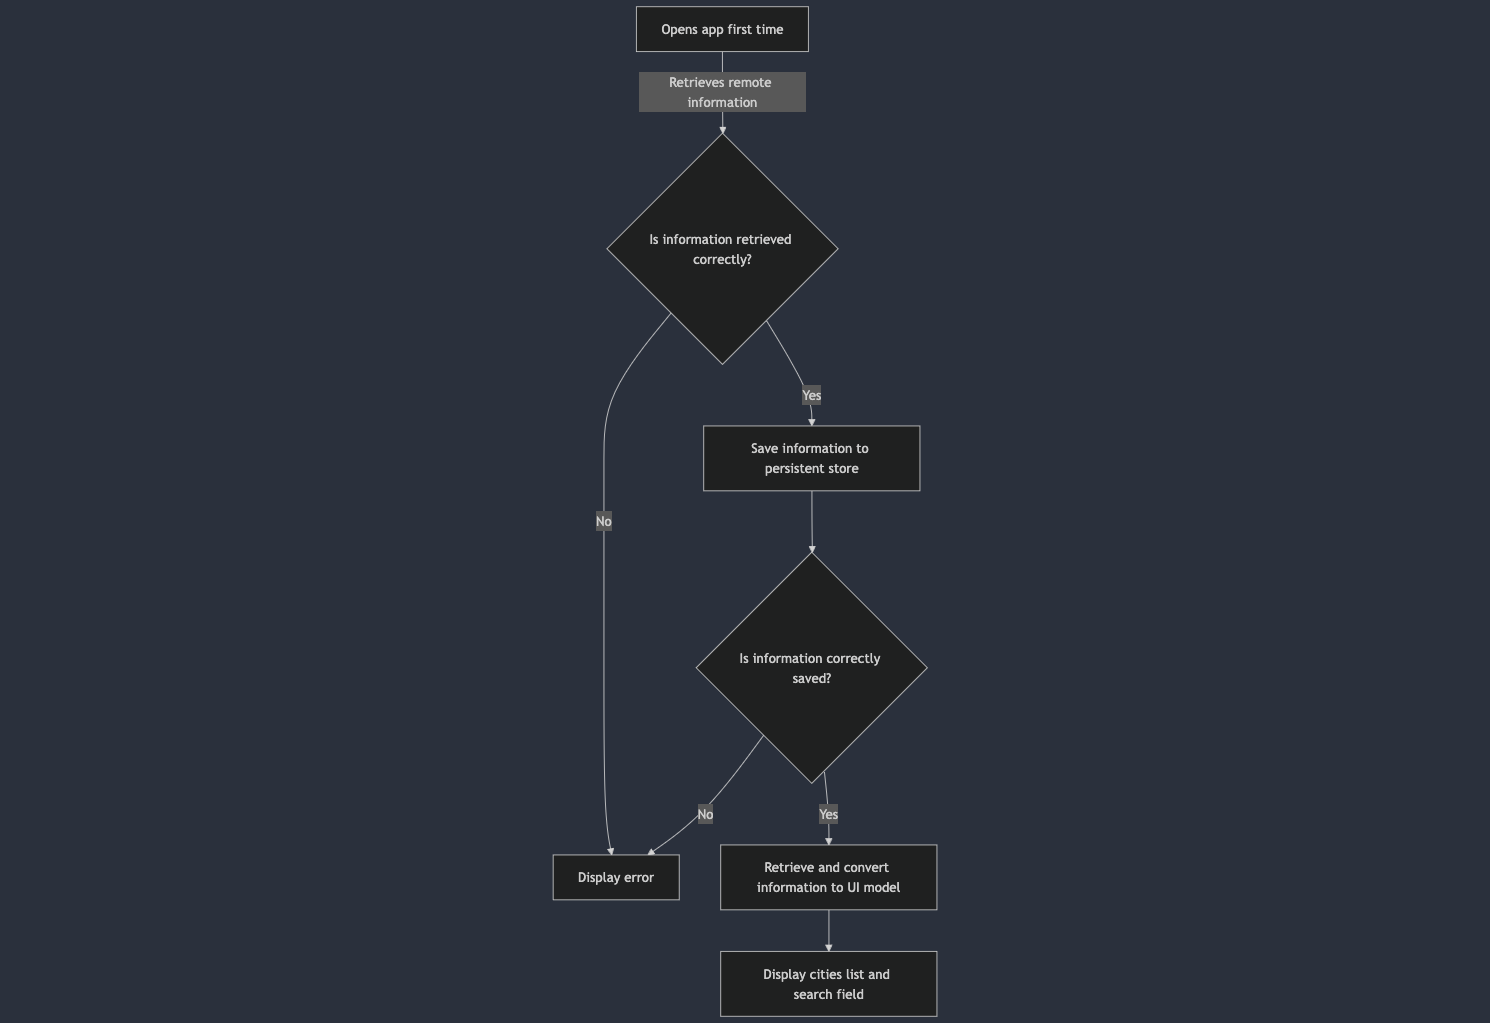 Opens app first time
Retrieves remote
information
Is information retrieved
correctly?
Yes
Save information to
persistent store
No
Is information correctly
saved?
No
Yes
Display error
Retrieve and convert
information to UI model
Display cities list and
search field